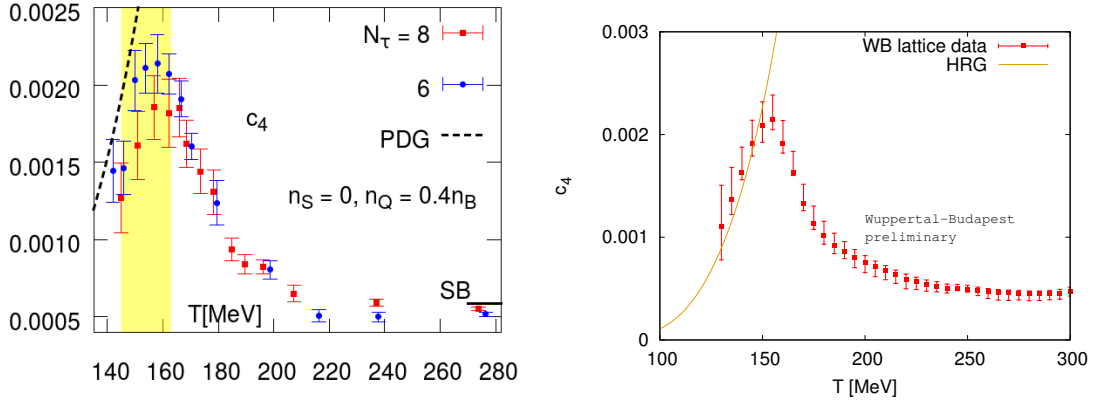 0.0025
0.0020
0.0015
0.0010
0.0005
N_τ = 8
6
c_4
PDG
n_S = 0, n_Q = 0.4n_B
SB
T[MeV]
140 160 180 200 220 240 260 280
0.003
0.002
0.001
0
c_4
WB lattice data
HRG
Wuppertal-Budapest
preliminary
100 150 200 250 300
T [MeV]